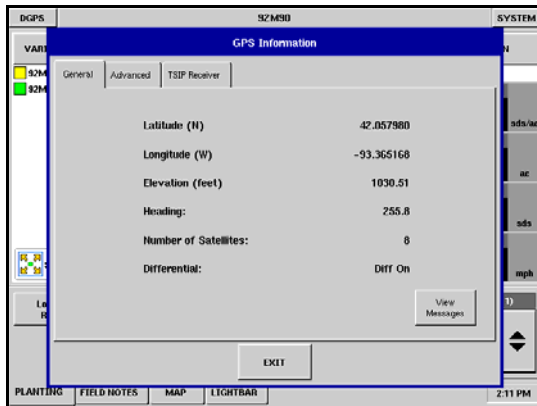 DGPS 92M90 SYSTEM
GPS Information
General Advanced TSIP Receiver
92M
92M
Latitude (N) 42.057980
Longitude (W) -93.365168
Elevation (feet) 1030.51
Heading: 255.8
Number of Satellites: 8
Differential: Diff On
ac
sds
mph
View
Messages
EXIT
PLANTING FIELD NOTES MAP LIGHTBAR 2:11 PM